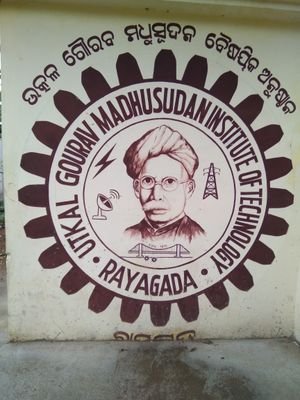 ଉତ୍କଳ ଗୌରବ ମଧୁସୂଦନ ବୈଷୟିକ ଅନୁଷ୍ଠାନ
UTKAL GOURAV MADHUSUDAN INSTITUTE OF TECHNOLOGY
• RAYAGADA •